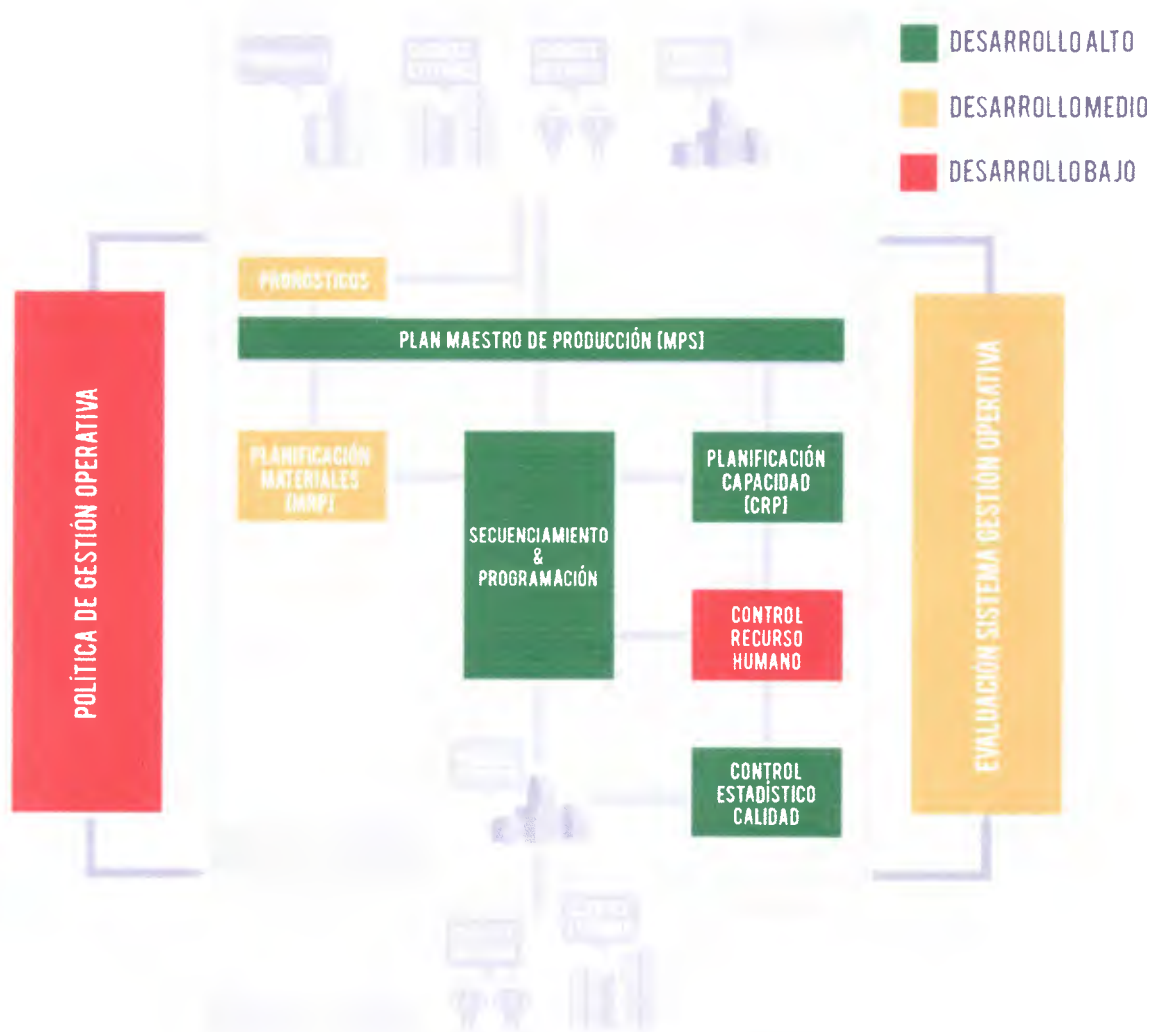 DESARROLLO ALTO
DESARROLLO MEDIO
DESARROLLO BAJO
PRONÓSTICOS
PLAN MAESTRO DE PRODUCCIÓN [MPS]
POLÍTICA DE GESTIÓN OPERATIVA
PLANIFICACIÓN
MATERIALES
[MRP]
SECUENCIAMIENTO
&
PROGRAMACIÓN
PLANIFICACIÓN
CAPACIDAD
[CRP]
CONTROL
RECURSO
HUMANO
CONTROL
ESTADÍSTICO
CALIDAD
EVALUACIÓN SISTEMA GESTIÓN OPERATIVA